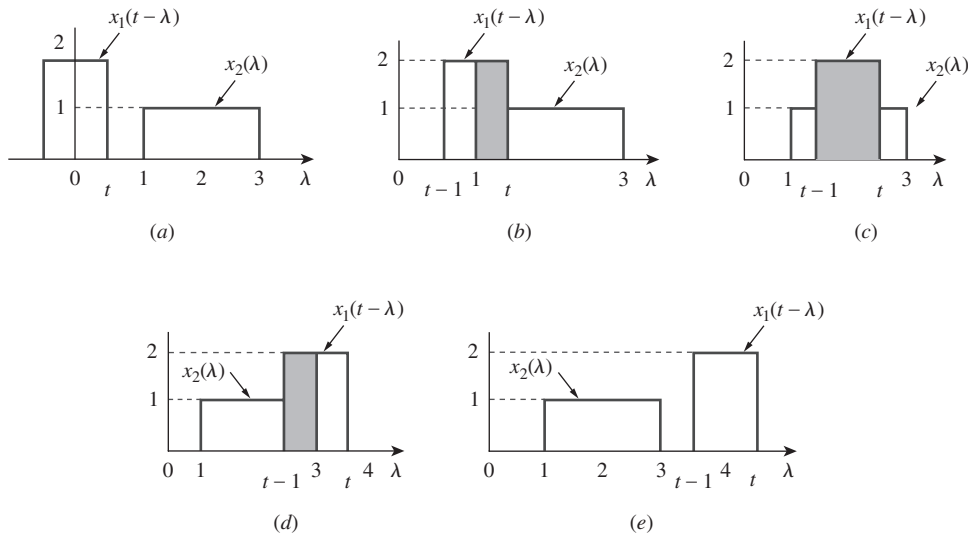 x₁(t – λ)
2
x₂(λ)
1
0 t 1 2 3 λ
(a)
x₁(t – λ)
2
x₂(λ)
1
0 t – 1 1 t 3 λ
(b)
x₁(t – λ)
2
x₂(λ)
1
0 1 t – 1 t 3 λ
(c)
x₁(t – λ)
2
x₂(λ)
1
0 1 t – 1 3 t 4 λ
(d)
x₁(t – λ)
2
x₂(λ)
1
0 1 2 3 t – 1 4 t λ
(e)